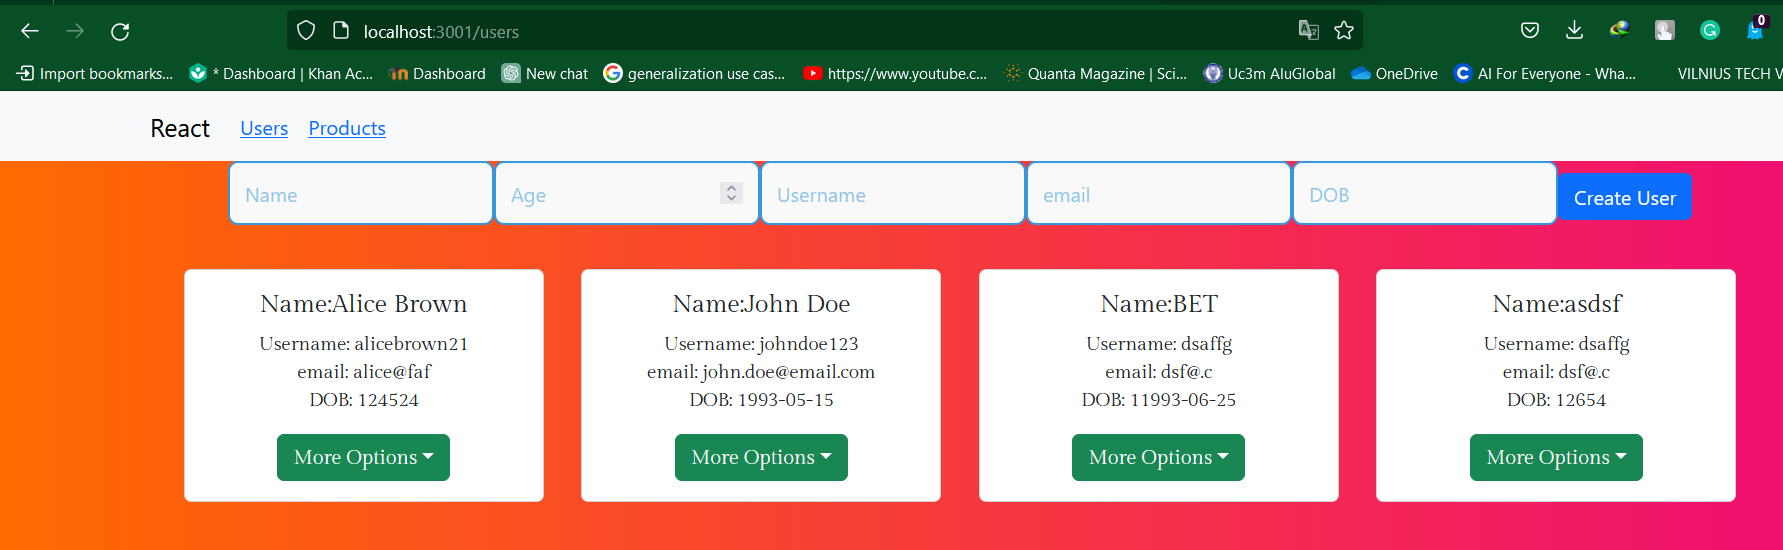 localhost:3001/users
0
Import bookmarks... * Dashboard | Khan Ac... Dashboard New chat generalization use cas... https://www.youtube.c... Quanta Magazine | Sci... Uc3m AluGlobal OneDrive AI For Everyone - Wha... VILNIUS TECH V
React Users Products
Name Age Username email DOB Create User
Name:Alice Brown
Username: alicebrown21
email: alice@faf
DOB: 124524
More Options
Name:John Doe
Username: johndoe123
email: john.doe@email.com
DOB: 1993-05-15
More Options
Name:BET
Username: dsaffg
email: dsf@.c
DOB: 11993-06-25
More Options
Name:asdsf
Username: dsaffg
email: dsf@.c
DOB: 12654
More Options